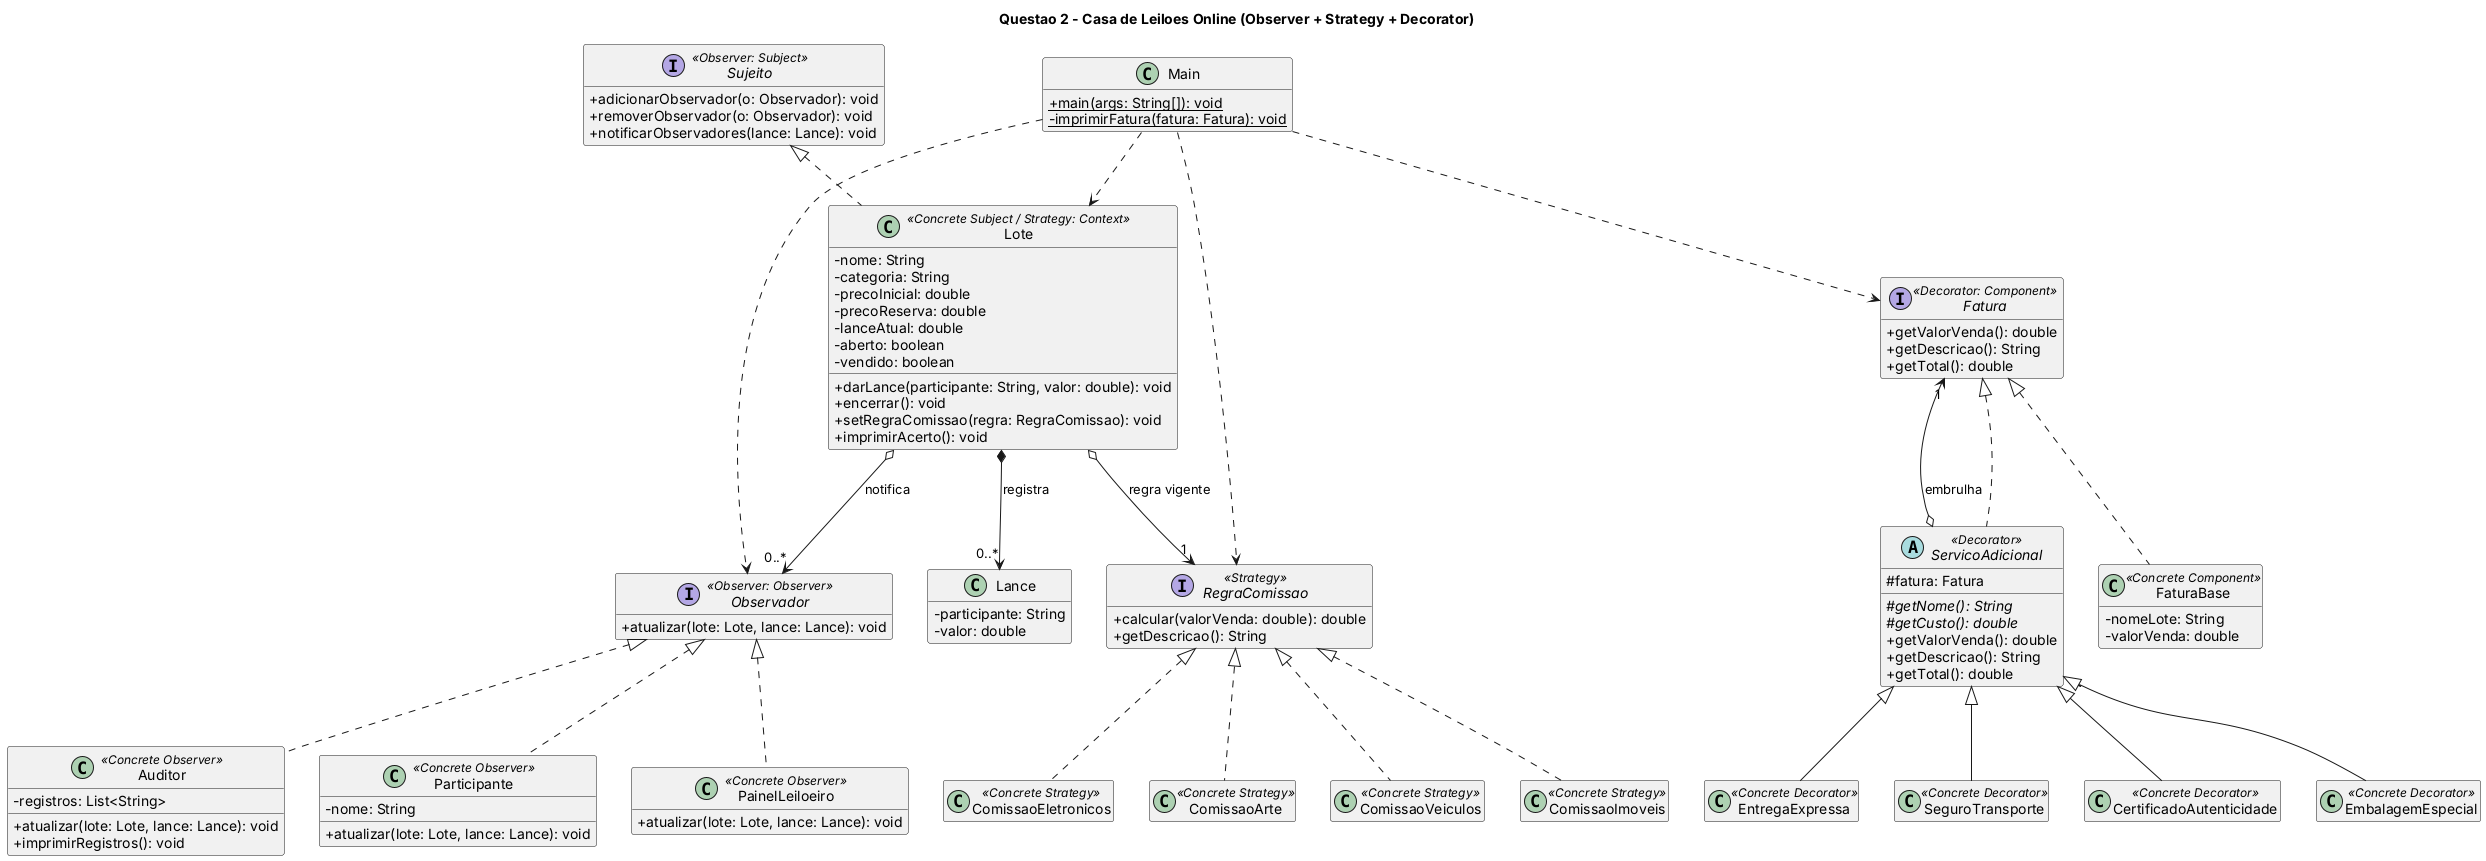 Questao 2 - Casa de Leiloes Online (Observer + Strategy + Decorator)
I
«Observer: Subject»
Sujeito
+adicionarObservador(o: Observador): void
+removerObservador(o: Observador): void
+notificarObservadores(lance: Lance): void
C
Main
+main(args: String[]): void
-imprimirFatura(fatura: Fatura): void
C
«Concrete Subject / Strategy: Context»
Lote
-nome: String
-categoria: String
-precoInicial: double
-precoReserva: double
-lanceAtual: double
-aberto: boolean
-vendido: boolean
+darLance(participante: String, valor: double): void
+encerrar(): void
+setRegraComissao(regra: RegraComissao): void
+imprimirAcerto(): void
I
«Decorator: Component»
Fatura
+getValorVenda(): double
+getDescricao(): String
+getTotal(): double
1
notifica
registra
regra vigente
embrulha
0..*
0..*
1
I
«Observer: Observer»
Observador
+atualizar(lote: Lote, lance: Lance): void
C
Lance
-participante: String
-valor: double
I
«Strategy»
RegraComissao
+calcular(valorVenda: double): double
+getDescricao(): String
A
«Decorator»
ServicoAdicional
#fatura: Fatura
#getNome(): String
#getCusto(): double
+getValorVenda(): double
+getDescricao(): String
+getTotal(): double
C
«Concrete Component»
FaturaBase
-nomeLote: String
-valorVenda: double
C
«Concrete Observer»
Auditor
-registros: List<String>
+atualizar(lote: Lote, lance: Lance): void
+imprimirRegistros(): void
C
«Concrete Observer»
Participante
-nome: String
+atualizar(lote: Lote, lance: Lance): void
C
«Concrete Observer»
PainelLeiloeiro
+atualizar(lote: Lote, lance: Lance): void
C
«Concrete Strategy»
ComissaoEletronicos
C
«Concrete Strategy»
ComissaoArte
C
«Concrete Strategy»
ComissaoVeiculos
C
«Concrete Strategy»
ComissaoImoveis
C
«Concrete Decorator»
EntregaExpressa
C
«Concrete Decorator»
SeguroTransporte
C
«Concrete Decorator»
CertificadoAutenticidade
C
«Concrete Decorator»
EmbalagemEspecial